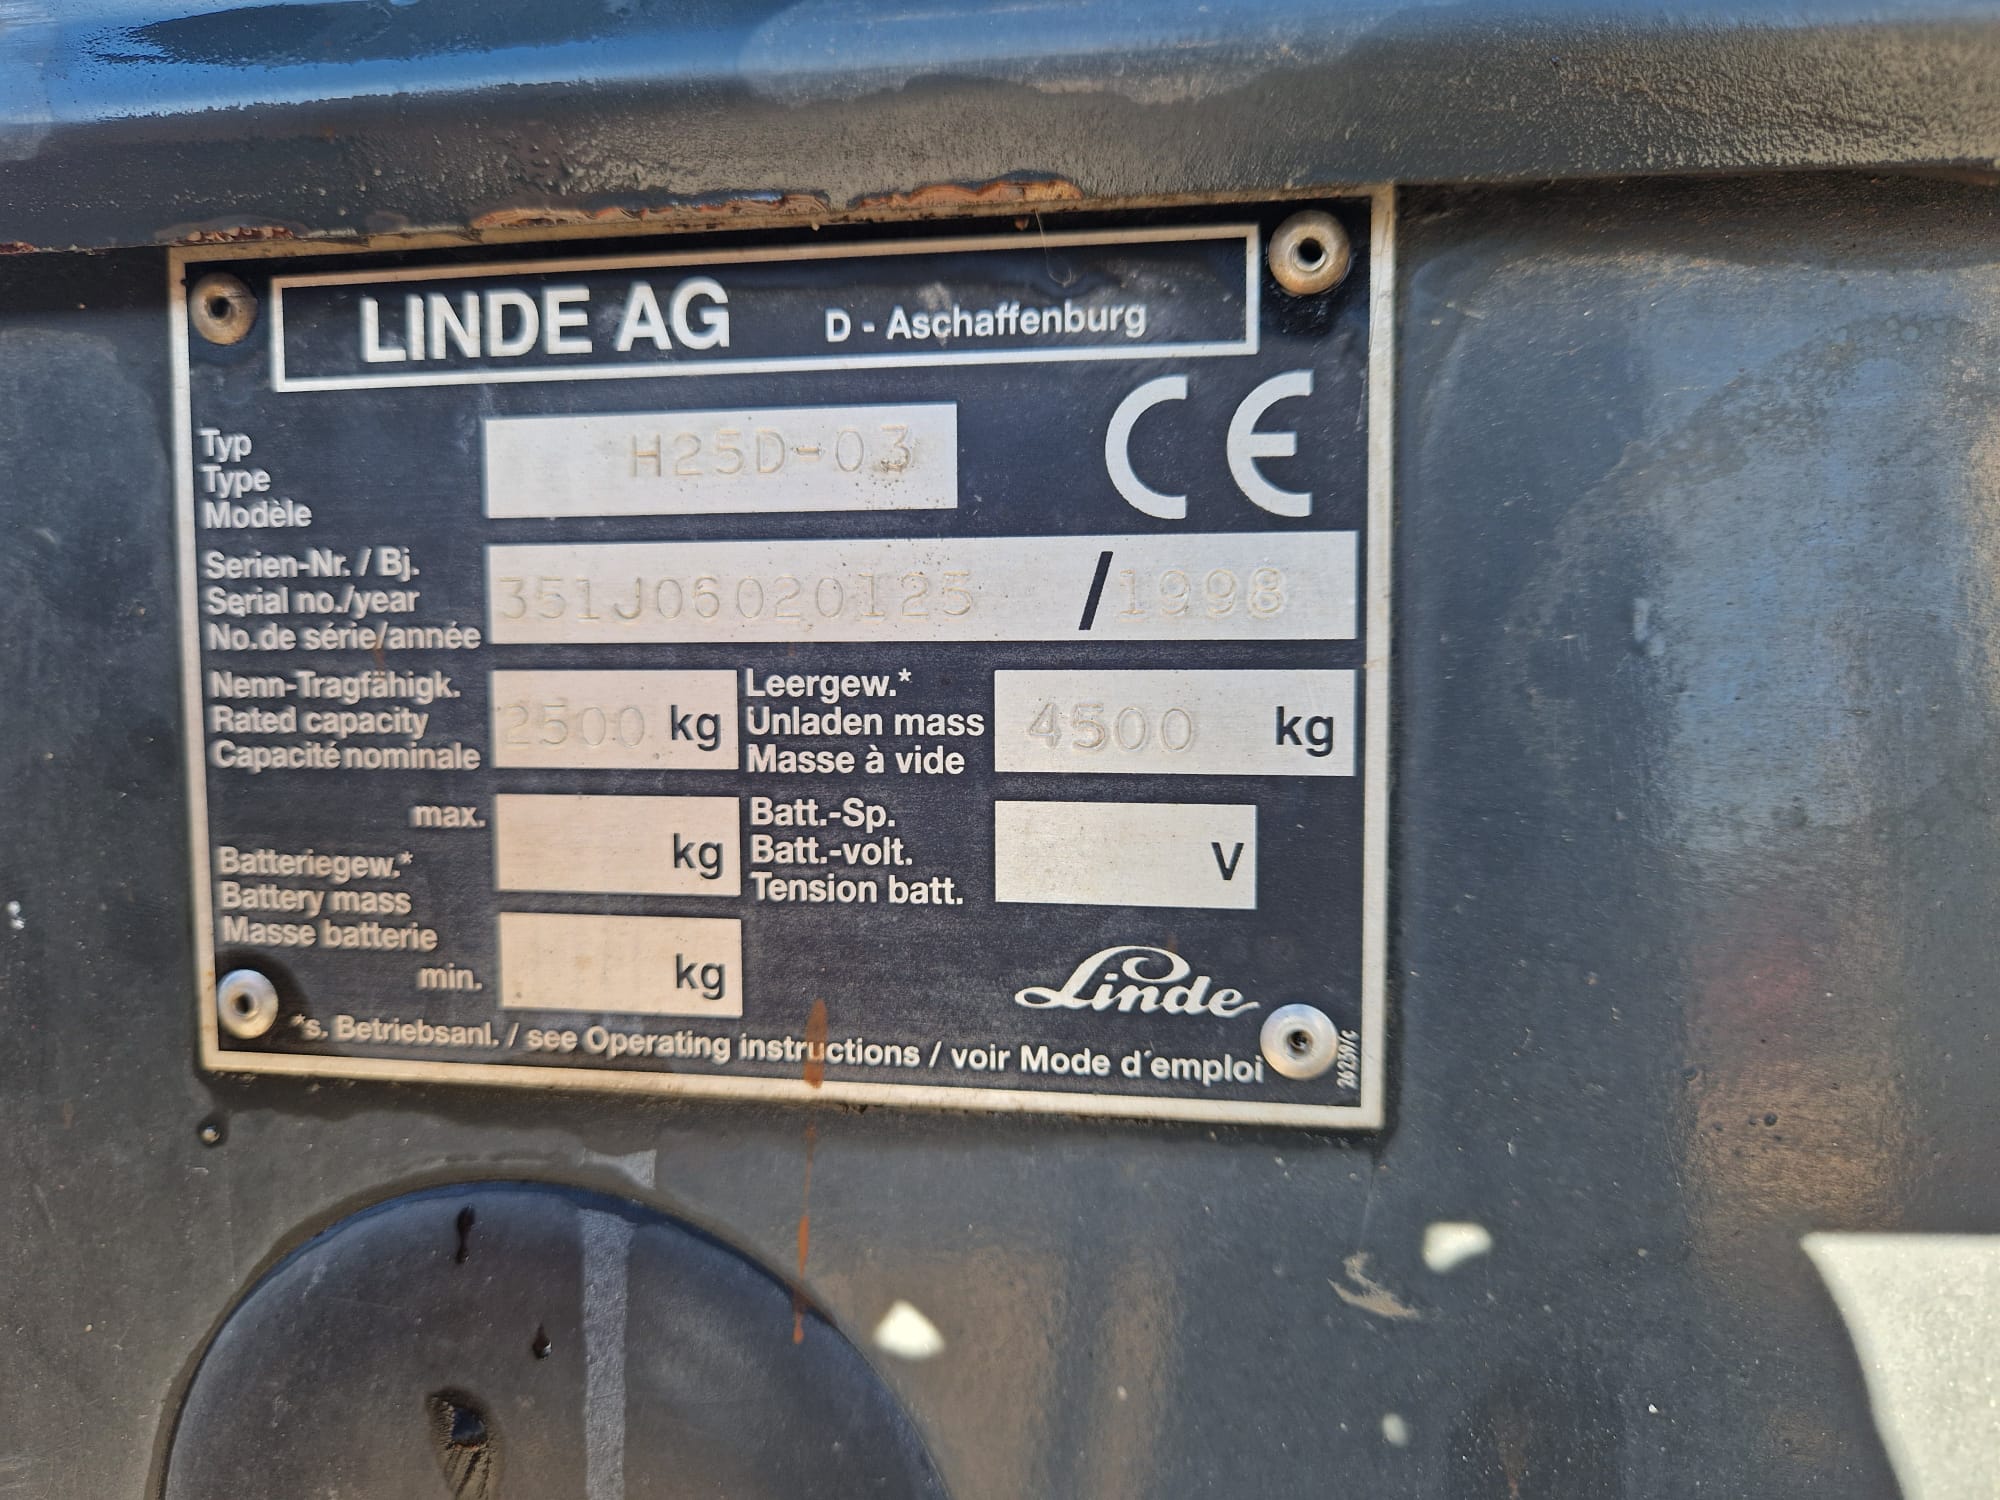 LINDE AG D - Aschaffenburg
Typ
Type
Modèle
H25D-03
CE
Serien-Nr. / Bj.
Serial no./year
No.de série/année
351J06020125 / 1998
Nenn-Tragfähigk.
Rated capacity
Capacité nominale
2500 kg
Leergew.*
Unladen mass
Masse à vide
4500 kg
max.
kg
Batteriegew.*
Battery mass
Masse batterie
min.
kg
Batt.-Sp.
Batt.-volt.
Tension batt.
V
Linde
*s. Betriebsanl. / see Operating instructions / voir Mode d´emploi